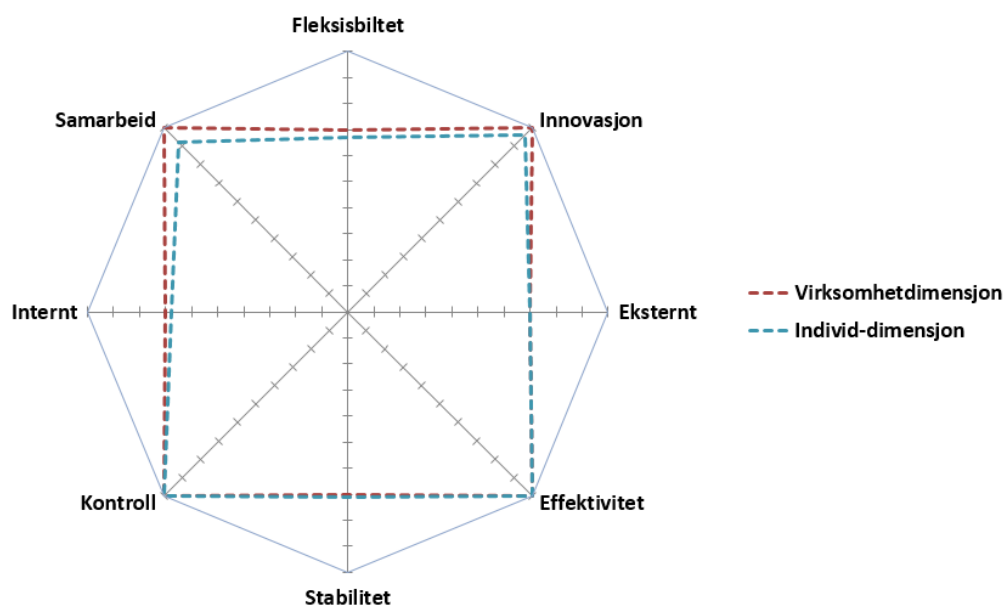 Fleksisbiltet
Samarbeid
Innovasjon
Internt
Eksternt
Virksomhetdimensjon
Individ-dimensjon
Kontroll
Effektivitet
Stabilitet